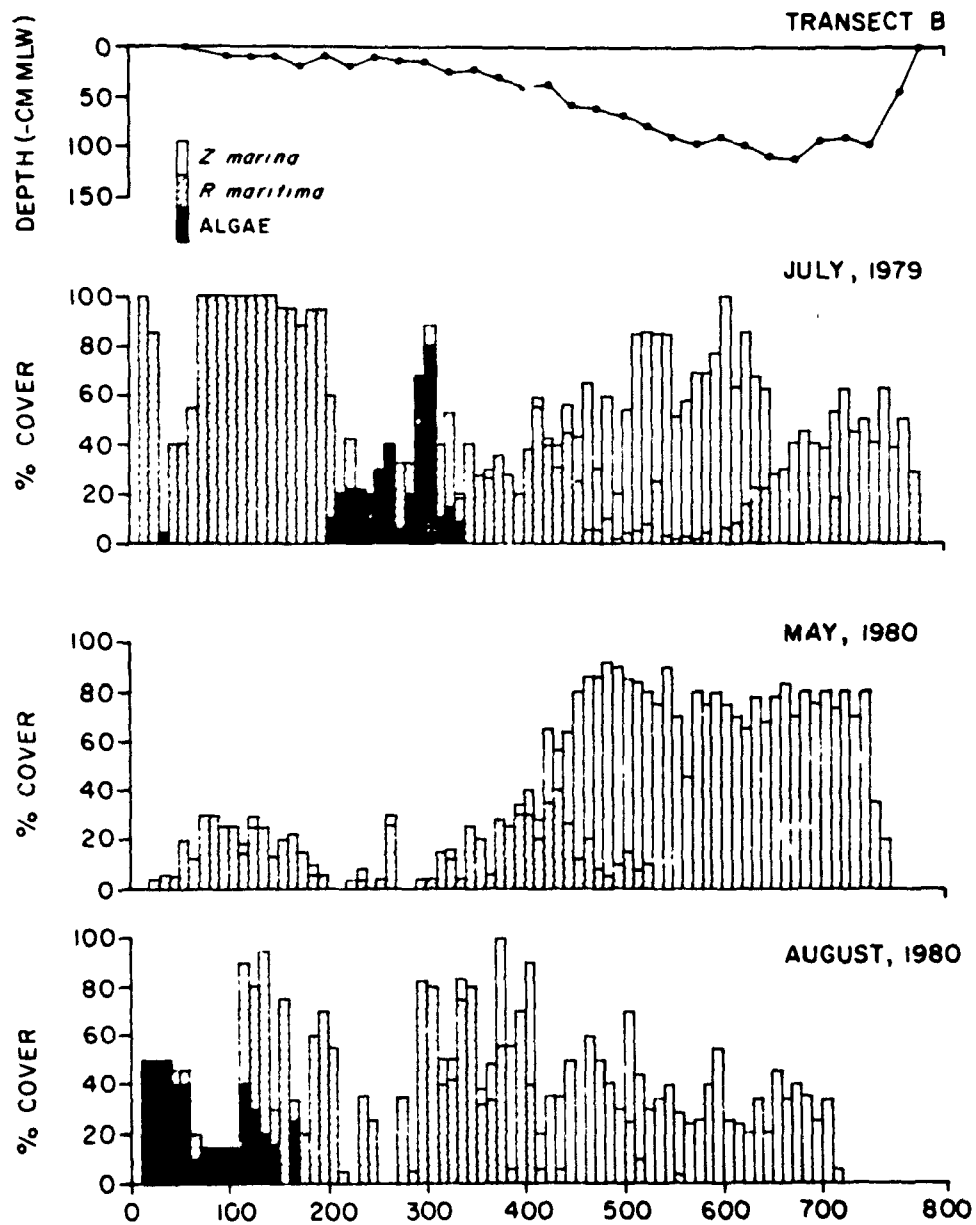 TRANSECT B
DEPTH (-CM MLW)
0
50
100
150
Z marina
R maritima
ALGAE
JULY, 1979
% COVER
100
80
60
40
20
0
MAY, 1980
% COVER
100
80
60
40
20
0
AUGUST, 1980
% COVER
100
80
60
40
20
0
0 100 200 300 400 500 600 700 800